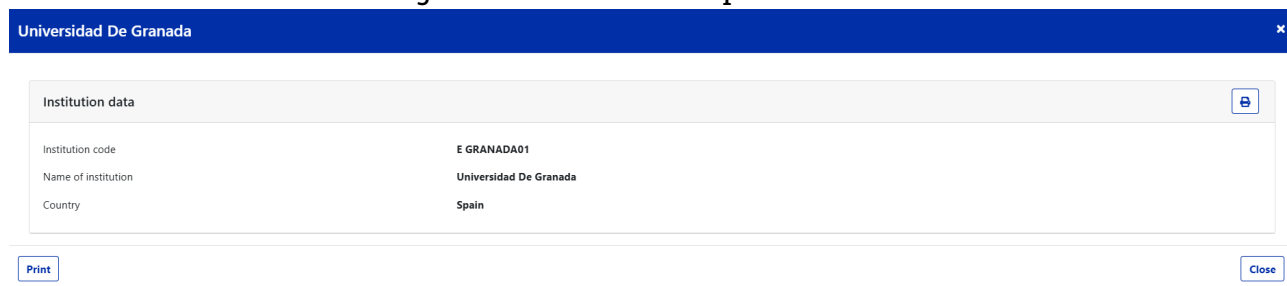 Universidad De Granada ×
Institution data
Institution code E GRANADA01
Name of institution Universidad De Granada
Country Spain
Print Close